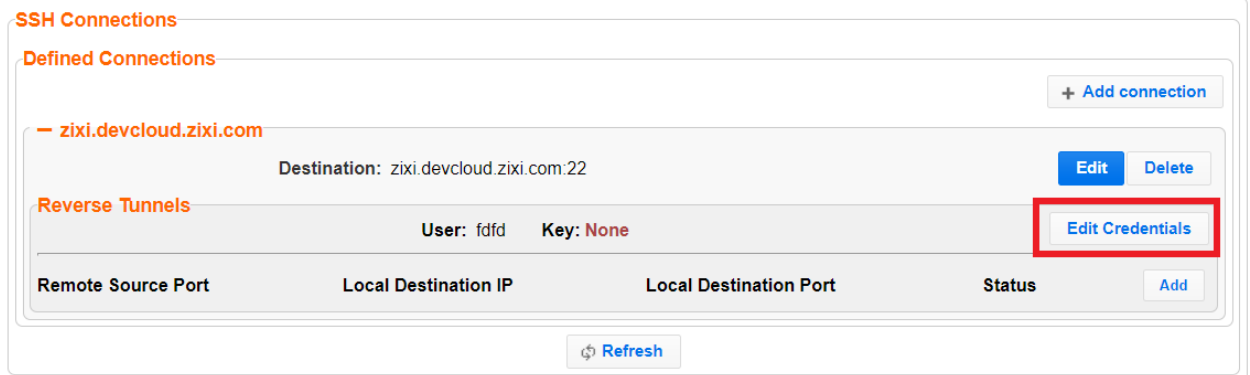 SSH Connections
Defined Connections
+ Add connection
− zixi.devcloud.zixi.com
Destination: zixi.devcloud.zixi.com:22 Edit Delete
Reverse Tunnels
User: fdfd Key: None Edit Credentials
Remote Source Port Local Destination IP Local Destination Port Status Add
Refresh